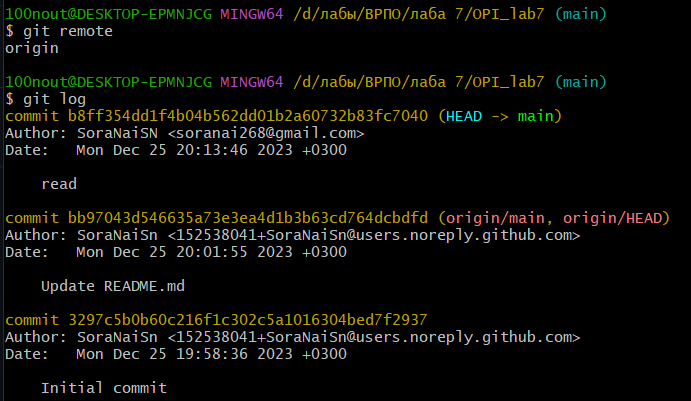 100nout@DESKTOP-EPMNJCG MINGW64 /d/лабы/ВРПО/лаба 7/OPI_lab7 (main)
$ git remote
origin
100nout@DESKTOP-EPMNJCG MINGW64 /d/лабы/ВРПО/лаба 7/OPI_lab7 (main)
$ git log
commit b8ff354dd1f4b04b562dd01b2a60732b83fc7040 (HEAD -> main)
Author: SoraNaiSN <soranai268@gmail.com>
Date:   Mon Dec 25 20:13:46 2023 +0300
    read
commit bb97043d546635a73e3ea4d1b3b63cd764dcbdfd (origin/main, origin/HEAD)
Author: SoraNaiSn <152538041+SoraNaiSn@users.noreply.github.com>
Date:   Mon Dec 25 20:01:55 2023 +0300
    Update README.md
commit 3297c5b0b60c216f1c302c5a1016304bed7f2937
Author: SoraNaiSn <152538041+SoraNaiSn@users.noreply.github.com>
Date:   Mon Dec 25 19:58:36 2023 +0300
    Initial commit